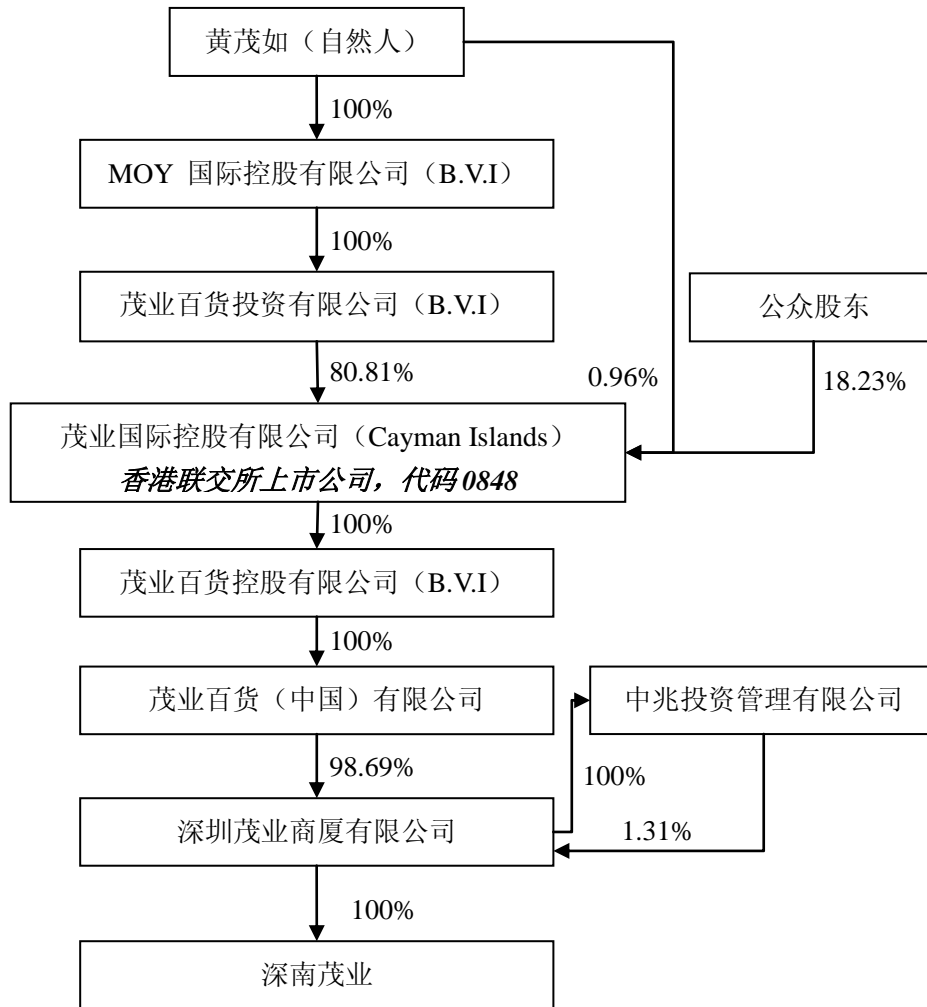 黄茂如（自然人）
100%
MOY 国际控股有限公司（B.V.I）
100%
茂业百货投资有限公司（B.V.I）
公众股东
80.81%
0.96%
18.23%
茂业国际控股有限公司（Cayman Islands）
香港联交所上市公司，代码 0848
100%
茂业百货控股有限公司（B.V.I）
100%
茂业百货（中国）有限公司
中兆投资管理有限公司
98.69%
100%
深圳茂业商厦有限公司
1.31%
100%
深南茂业